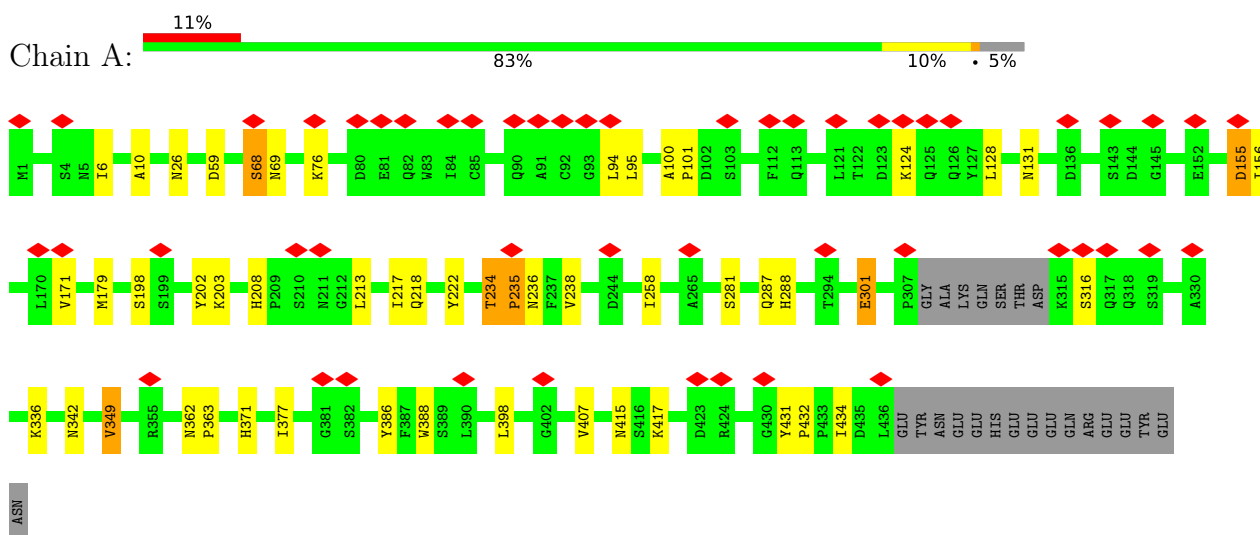 11%
Chain A:
83% 10% • 5%
M1 S4 N5 I6 A10 N26 D59 S68 N69 K76 D80 E81 Q82 W83 I84 C85 Q90 A91 C92 G93 L94 L95 A100 P101 D102 S103 F112 Q113 L121 T122 D123 K124 Q125 Q126 Y127 L128 N131 D136 S143 D144 G145 E152 D155 I156
L170 V171 M179 S198 S199 Y202 K203 H208 P209 S210 N211 G212 L213 I217 Q218 Y222 T234 P235 N236 F237 V238 D244 I258 A265 S281 Q287 H288 T294 E301 P307 GLY ALA LYS GLN SER THR ASP K315 S316 Q317 Q318 S319 A330
K336 N342 V349 R355 N362 P363 H371 I377 G381 S382 Y386 F387 W388 S389 L390 L398 G402 V407 N415 S416 K417 D423 R424 G430 Y431 P432 P433 I434 D435 L436 GLU TYR ASN GLU GLU HIS GLU GLU GLU GLN ARG GLU GLU TYR GLU
ASN